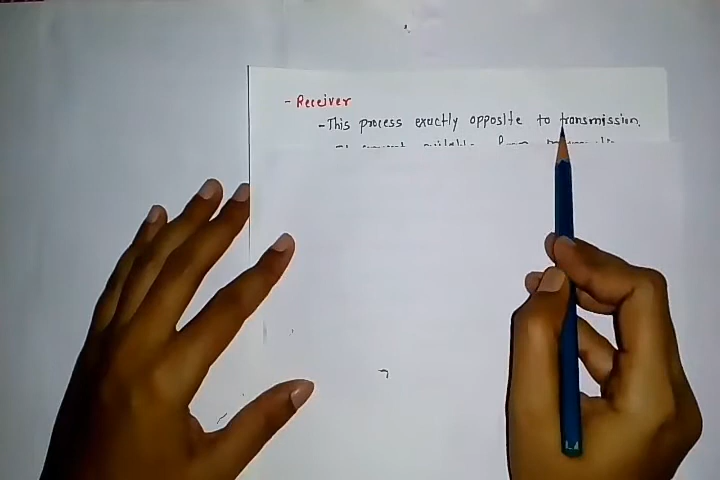 - Receiver
- This process exactly opposite to transmission.